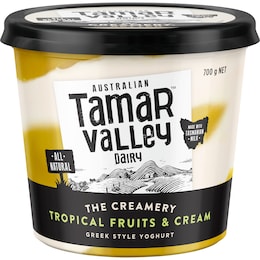 AUSTRALIAN
TAMAR
VALLEY
DAIRY
700 g NET
ALL
NATURAL
MADE WITH
TASMANIAN
MILK
THE CREAMERY
TROPICAL FRUITS & CREAM
GREEK STYLE YOGHURT